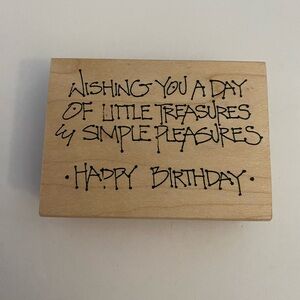 WISHING YOU A DAY
OF LITTLE TREASURES
& SIMPLE PLEASURES
• HAPPY BIRTHDAY •